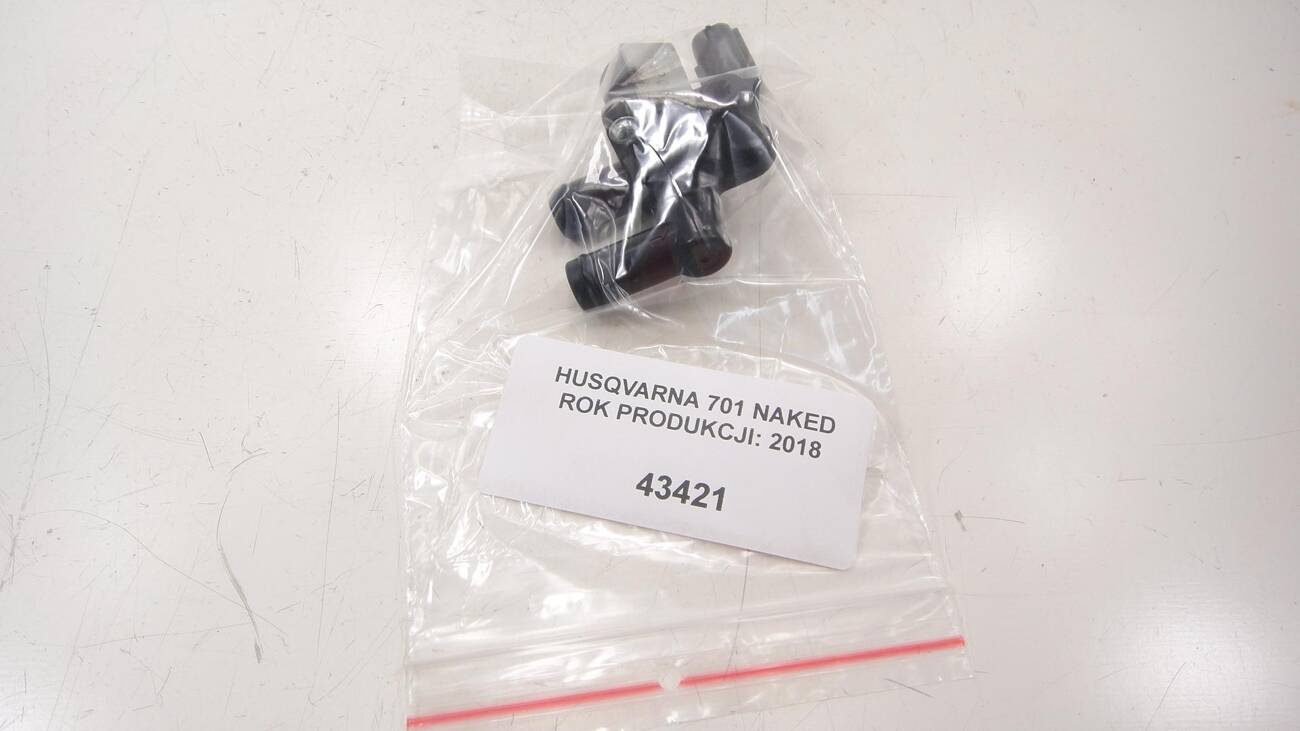 HUSQVARNA 701 NAKED
ROK PRODUKCJI: 2018
43421